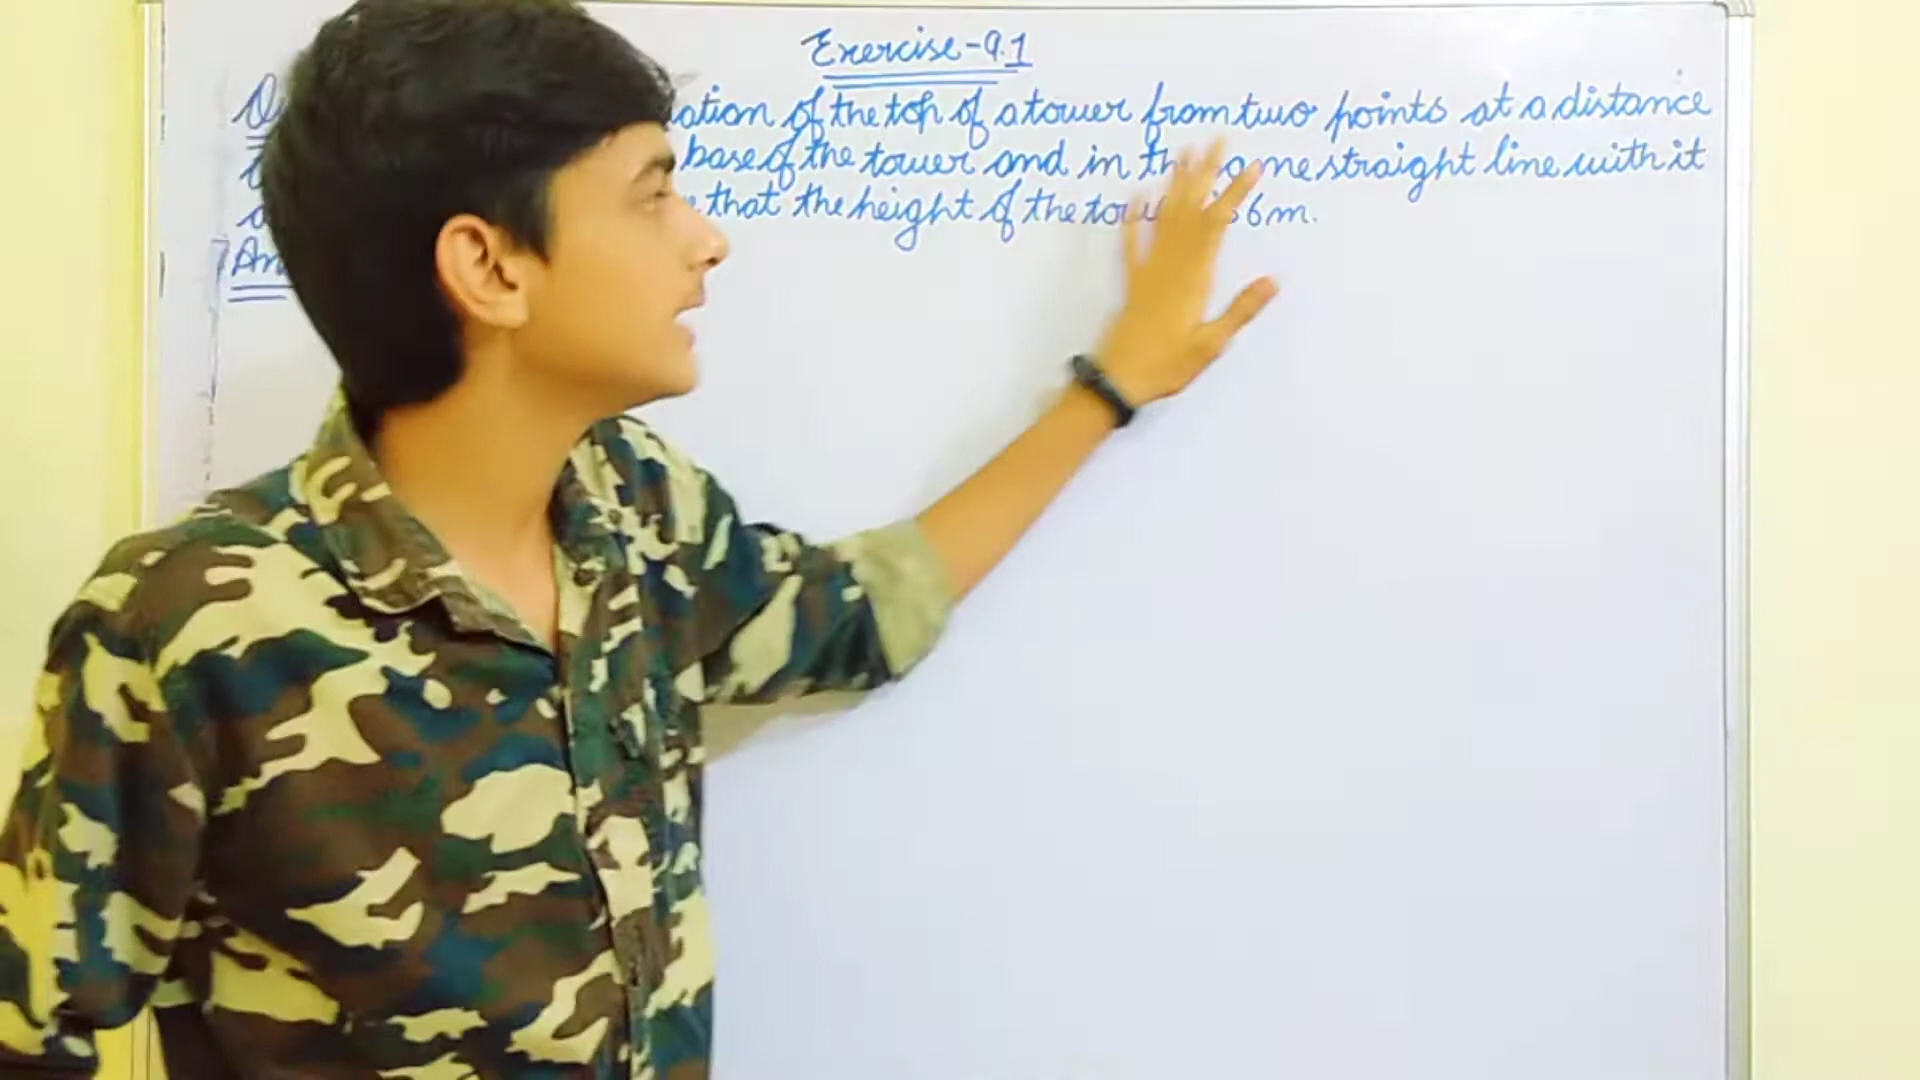 Exercise-9.1
ation of the top of a tower from two points at a distance
base of the tower and in the same straight line with it
that the height of the tower is 6m.
An